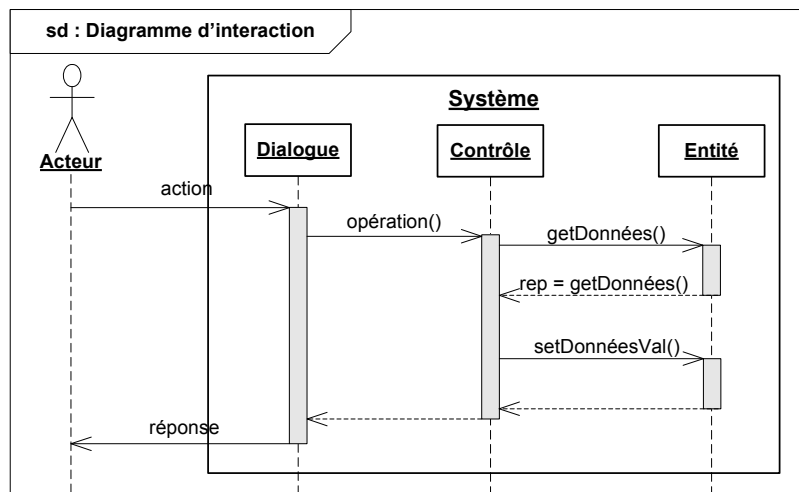 sd : Diagramme d’interaction
Système
Acteur
Dialogue
Contrôle
Entité
action
opération()
getDonnées()
rep = getDonnées()
setDonnéesVal()
réponse